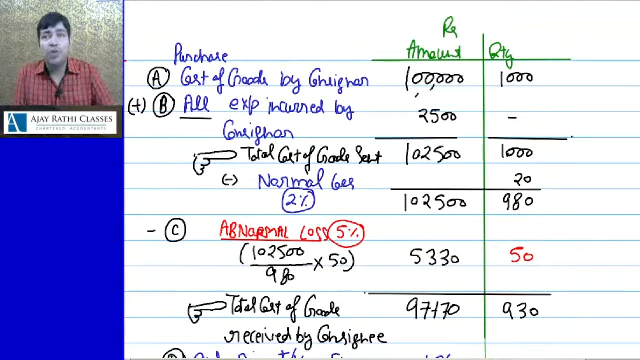 Rs
Purchase Amount Qty
(A) Cost of Goods by Consignor 100,000 1000
(+) (B) All exp incurred by 2500 -
Consignor
Total Cost of Goods Sent 102500 1000
(-) Normal Loss 20
2% 102500 980
- (C) ABNormal Loss 5%
(102500/980 x 50) 5330 50
Total Cost of Goods 97170 930
received by Consignee
AJAY RATHI CLASSES
CHARTERED ACCOUNTANTS